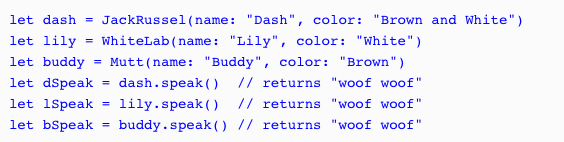 let dash = JackRussel(name: "Dash", color: "Brown and White")
let lily = WhiteLab(name: "Lily", color: "White")
let buddy = Mutt(name: "Buddy", color: "Brown")
let dSpeak = dash.speak()  // returns "woof woof"
let lSpeak = lily.speak()  // returns "woof woof"
let bSpeak = buddy.speak() // returns "woof woof"